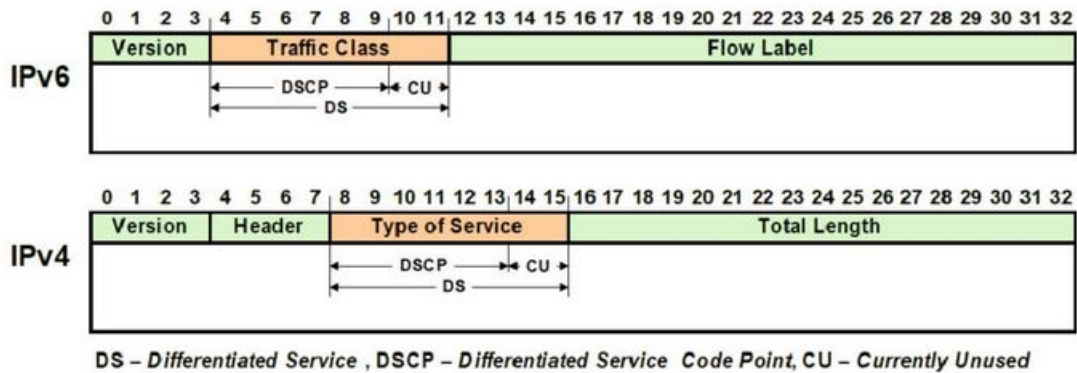 0 1 2 3 4 5 6 7 8 9 10 11 12 13 14 15 16 17 18 19 20 21 22 23 24 25 26 27 28 29 30 31 32
Version Traffic Class Flow Label
IPv6
DSCP CU
DS
0 1 2 3 4 5 6 7 8 9 10 11 12 13 14 15 16 17 18 19 20 21 22 23 24 25 26 27 28 29 30 31 32
Version Header Type of Service Total Length
IPv4
DSCP CU
DS
DS – Differentiated Service , DSCP – Differentiated Service Code Point, CU – Currently Unused